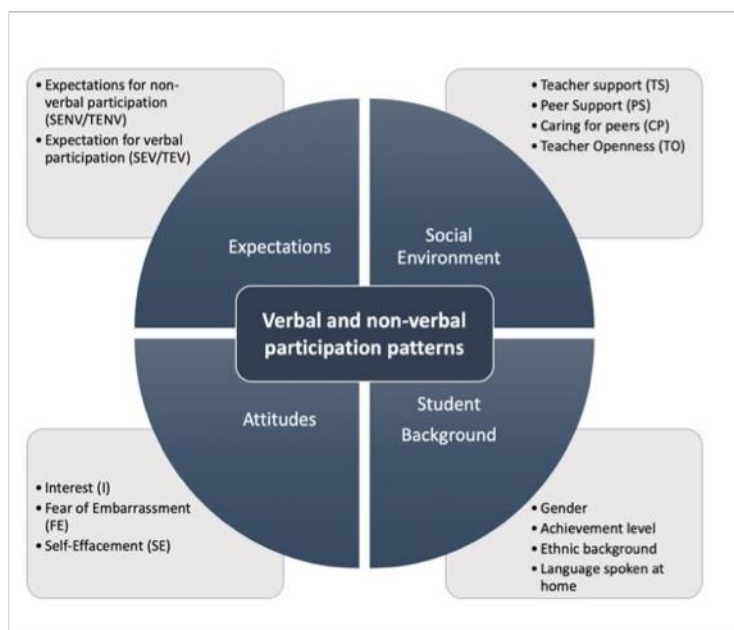 • Expectations for non-
verbal participation
(SENV/TENV)
• Expectation for verbal
participation (SEV/TEV)
• Teacher support (TS)
• Peer Support (PS)
• Caring for peers (CP)
• Teacher Openness (TO)
Expectations
Social
Environment
Verbal and non-verbal
participation patterns
Attitudes
Student
Background
• Interest (I)
• Fear of Embarrassment
(FE)
• Self-Effacement (SE)
• Gender
• Achievement level
• Ethnic background
• Language spoken at
home